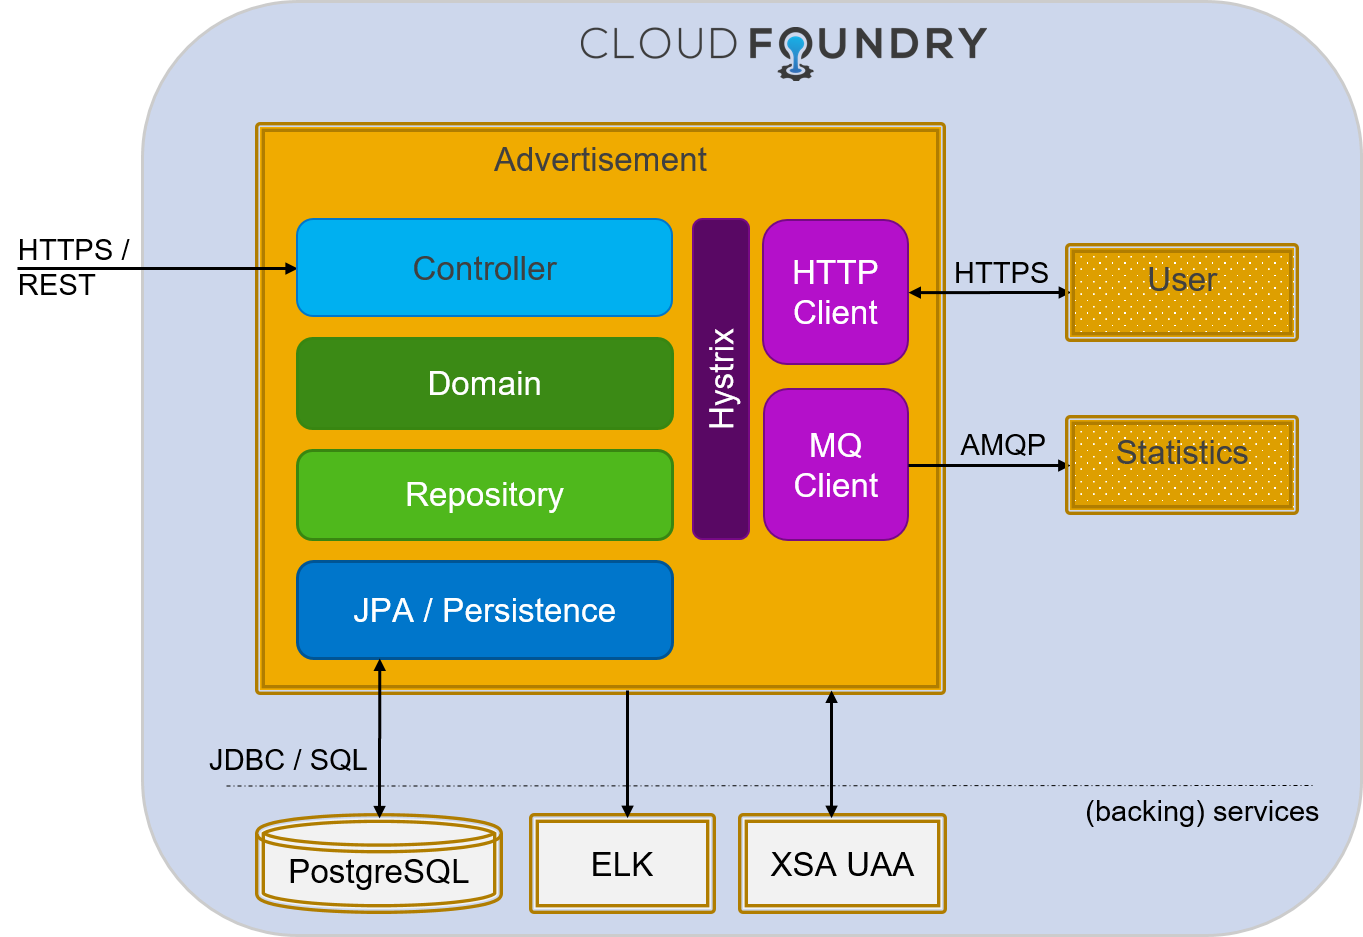 CLOUD FOUNDRY
Advertisement
HTTPS /
REST
Controller
Domain
Repository
JPA / Persistence
Hystrix
HTTP
Client
MQ
Client
HTTPS
User
AMQP
Statistics
JDBC / SQL
(backing) services
PostgreSQL
ELK
XSA UAA